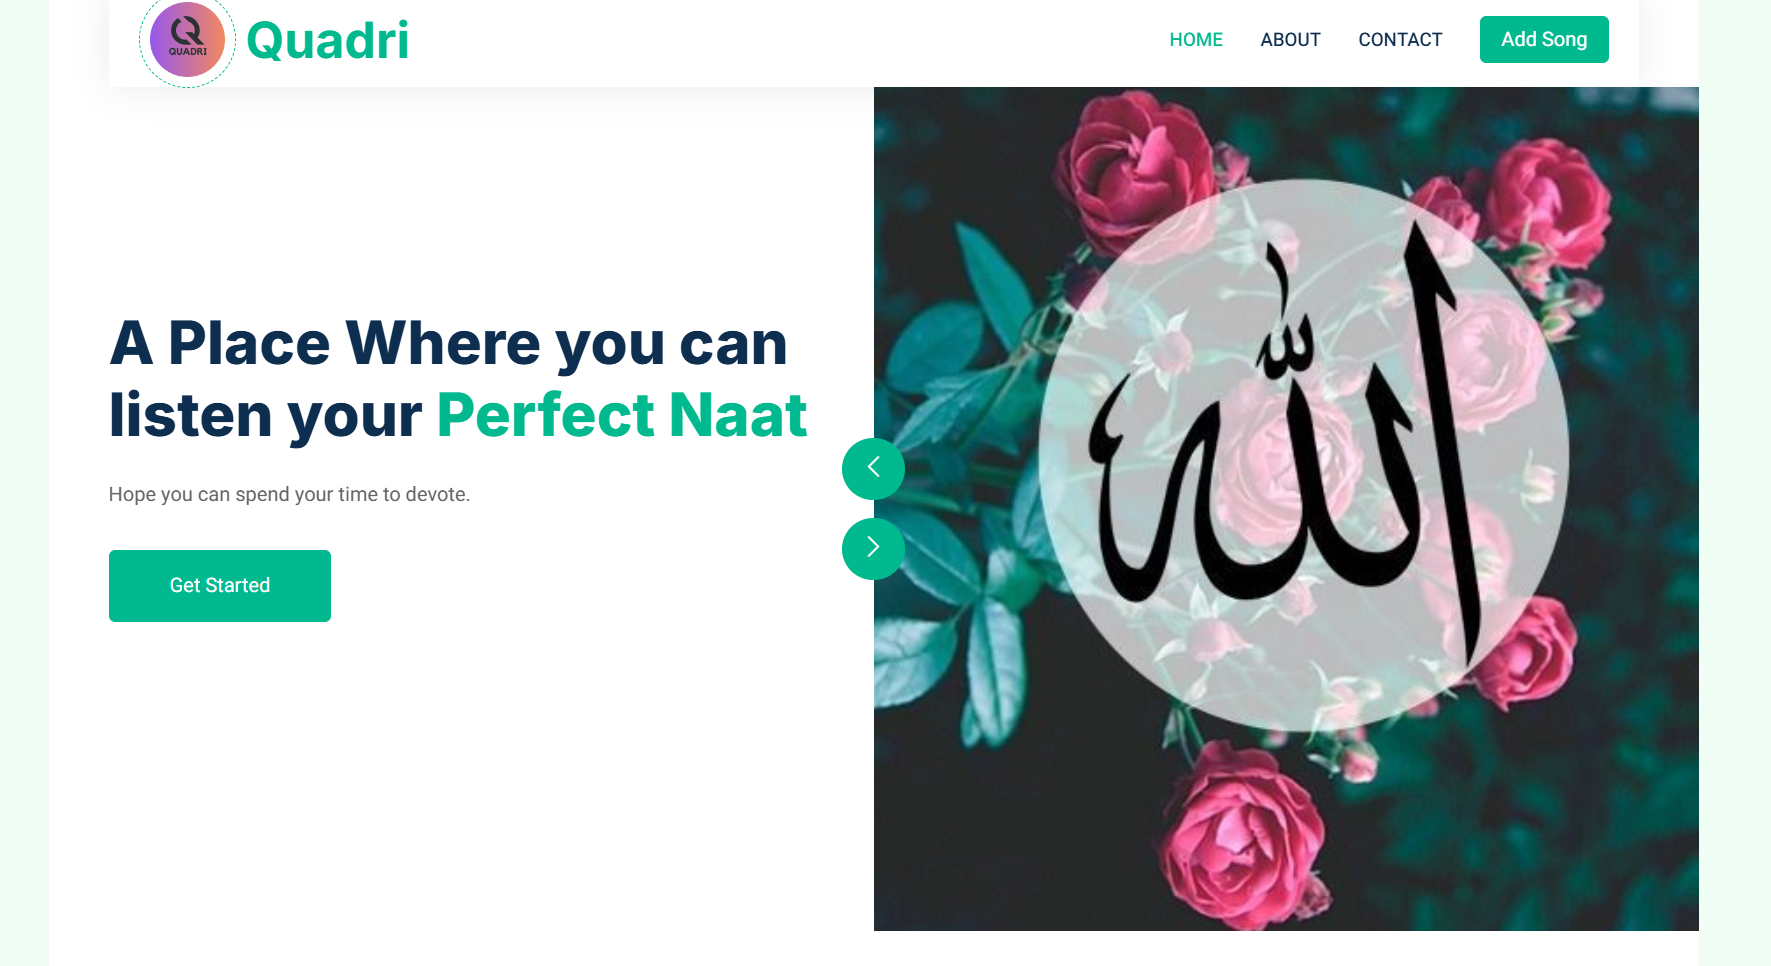 QUADRI
Quadri
HOME
ABOUT
CONTACT
Add Song
A Place Where you can
listen your Perfect Naat
Hope you can spend your time to devote.
Get Started
الله